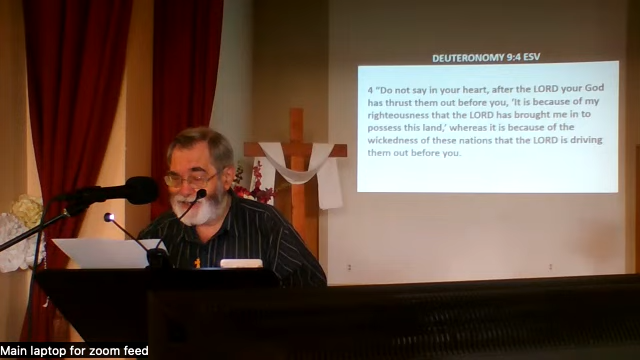 DEUTERONOMY 9:4 ESV
4 "Do not say in your heart, after the LORD your God
has thrust them out before you, 'It is because of my
righteousness that the LORD has brought me in to
possess this land,' whereas it is because of the
wickedness of these nations that the LORD is driving
them out before you.
Main laptop for zoom feed